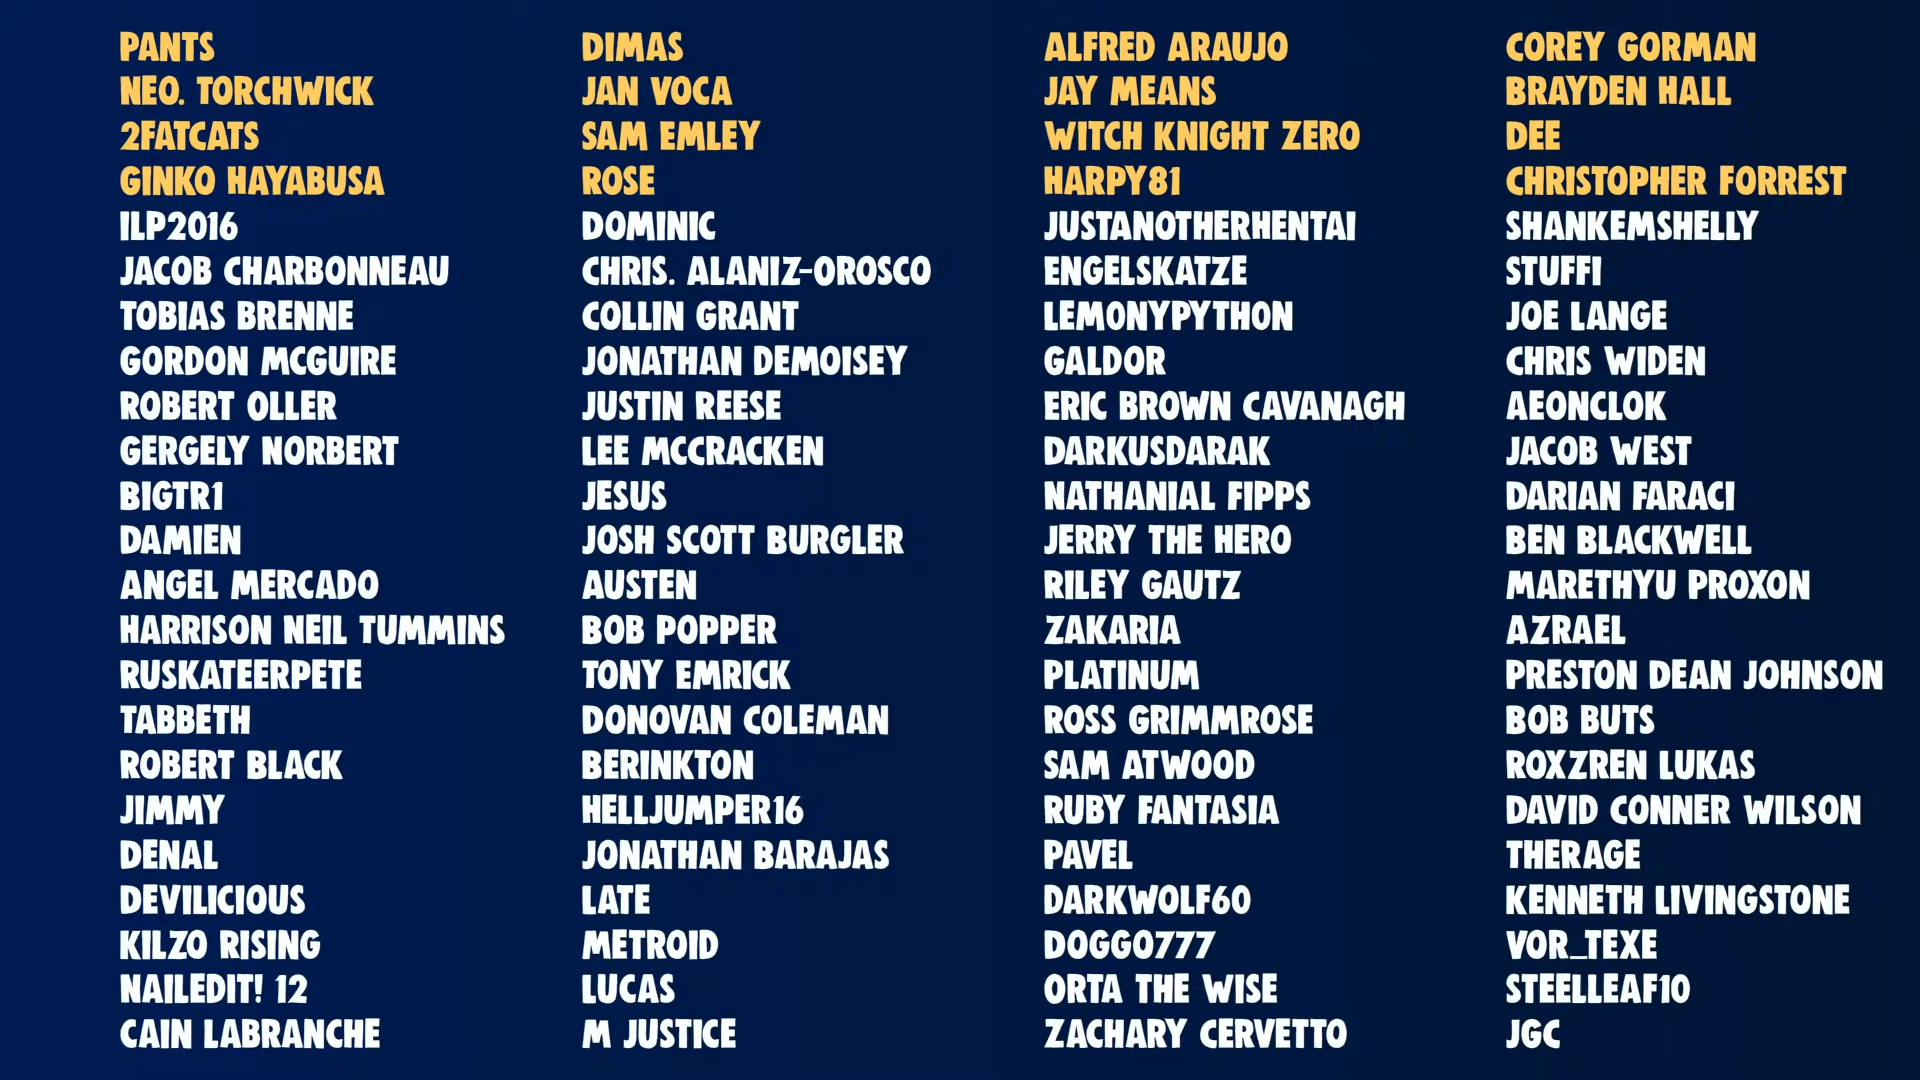 PANTS
NEO. TORCHWICK
2FATCATS
GINKO HAYABUSA
ILP2016
JACOB CHARBONNEAU
TOBIAS BRENNE
GORDON MCGUIRE
ROBERT OLLER
GERGELY NORBERT
BIGTR1
DAMIEN
ANGEL MERCADO
HARRISON NEIL TUMMINS
RUSKATEERPETE
TABBETH
ROBERT BLACK
JIMMY
DENAL
DEVILICIOUS
KILZO RISING
NAILEDIT! 12
CAIN LABRANCHE
DIMAS
JAN VOCA
SAM EMLEY
ROSE
DOMINIC
CHRIS. ALANIZ-OROSCO
COLLIN GRANT
JONATHAN DEMOISEY
JUSTIN REESE
LEE MCCRACKEN
JESUS
JOSH SCOTT BURGLER
AUSTEN
BOB POPPER
TONY EMRICK
DONOVAN COLEMAN
BERINKTON
HELLJUMPER16
JONATHAN BARAJAS
LATE
METROID
LUCAS
M JUSTICE
ALFRED ARAUJO
JAY MEANS
WITCH KNIGHT ZERO
HARPY81
JUSTANOTHERHENTAI
ENGELSKATZE
LEMONYPYTHON
GALDOR
ERIC BROWN CAVANAGH
DARKUSDARAK
NATHANIAL FIPPS
JERRY THE HERO
RILEY GAUTZ
ZAKARIA
PLATINUM
ROSS GRIMMROSE
SAM ATWOOD
RUBY FANTASIA
PAVEL
DARKWOLF60
DOGGO777
ORTA THE WISE
ZACHARY CERVETTO
COREY GORMAN
BRAYDEN HALL
DEE
CHRISTOPHER FORREST
SHANKEMSHELLY
STUFFI
JOE LANGE
CHRIS WIDEN
AEONCLOK
JACOB WEST
DARIAN FARACI
BEN BLACKWELL
MARETHYU PROXON
AZRAEL
PRESTON DEAN JOHNSON
BOB BUTS
ROXZREN LUKAS
DAVID CONNER WILSON
THERAGE
KENNETH LIVINGSTONE
VOR_TEXE
STEELLEAF10
JGC